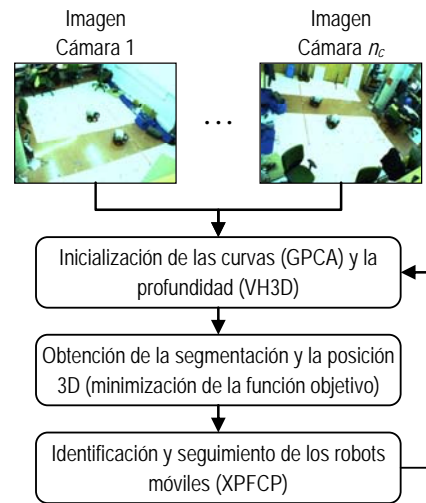 Imagen
Cámara 1
Imagen
Cámara n_c
...
Inicialización de las curvas (GPCA) y la
profundidad (VH3D)
Obtención de la segmentación y la posición
3D (minimización de la función objetivo)
Identificación y seguimiento de los robots
móviles (XPFCP)